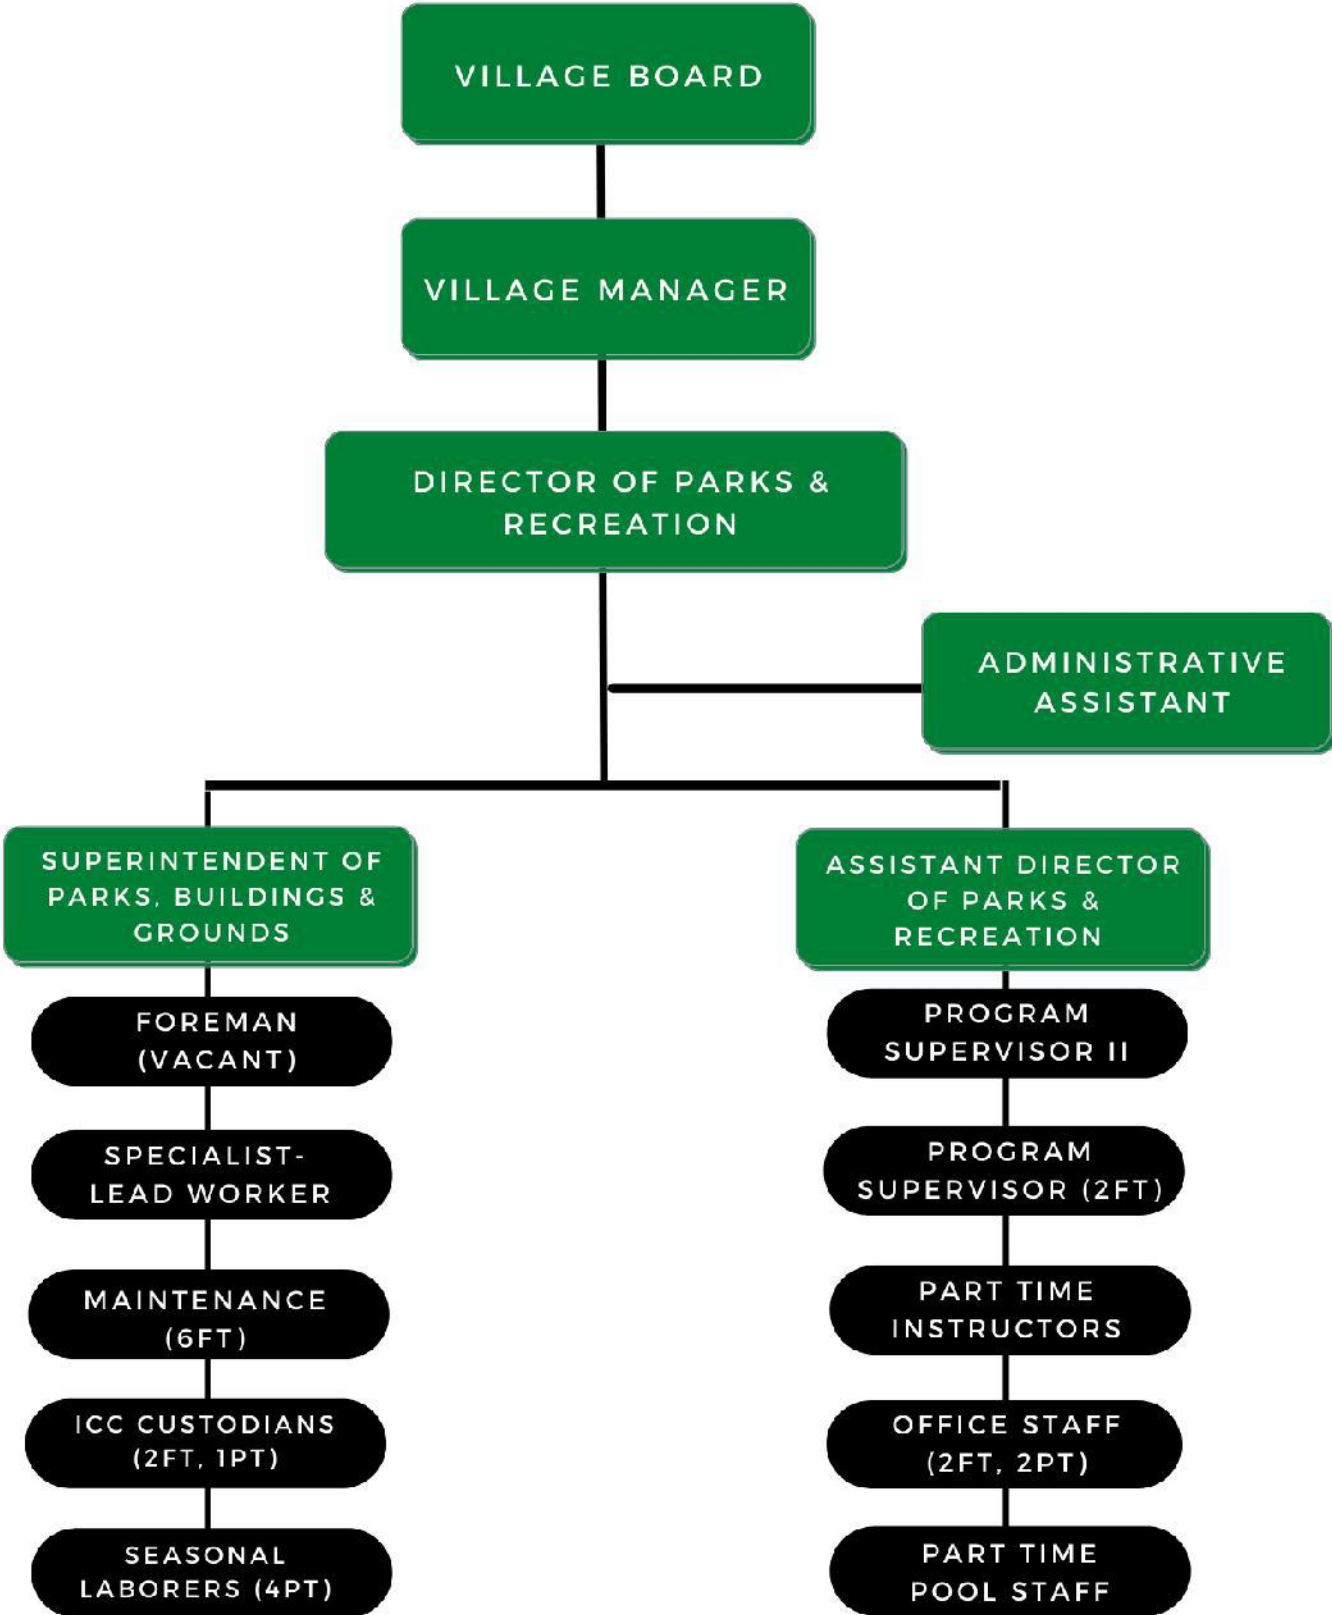 VILLAGE BOARD
VILLAGE MANAGER
DIRECTOR OF PARKS &
RECREATION
ADMINISTRATIVE
ASSISTANT
SUPERINTENDENT OF
PARKS, BUILDINGS &
GROUNDS
FOREMAN
(VACANT)
SPECIALIST-
LEAD WORKER
MAINTENANCE
(6FT)
ICC CUSTODIANS
(2FT, 1PT)
SEASONAL
LABORERS (4PT)
ASSISTANT DIRECTOR
OF PARKS &
RECREATION
PROGRAM
SUPERVISOR II
PROGRAM
SUPERVISOR (2FT)
PART TIME
INSTRUCTORS
OFFICE STAFF
(2FT, 2PT)
PART TIME
POOL STAFF